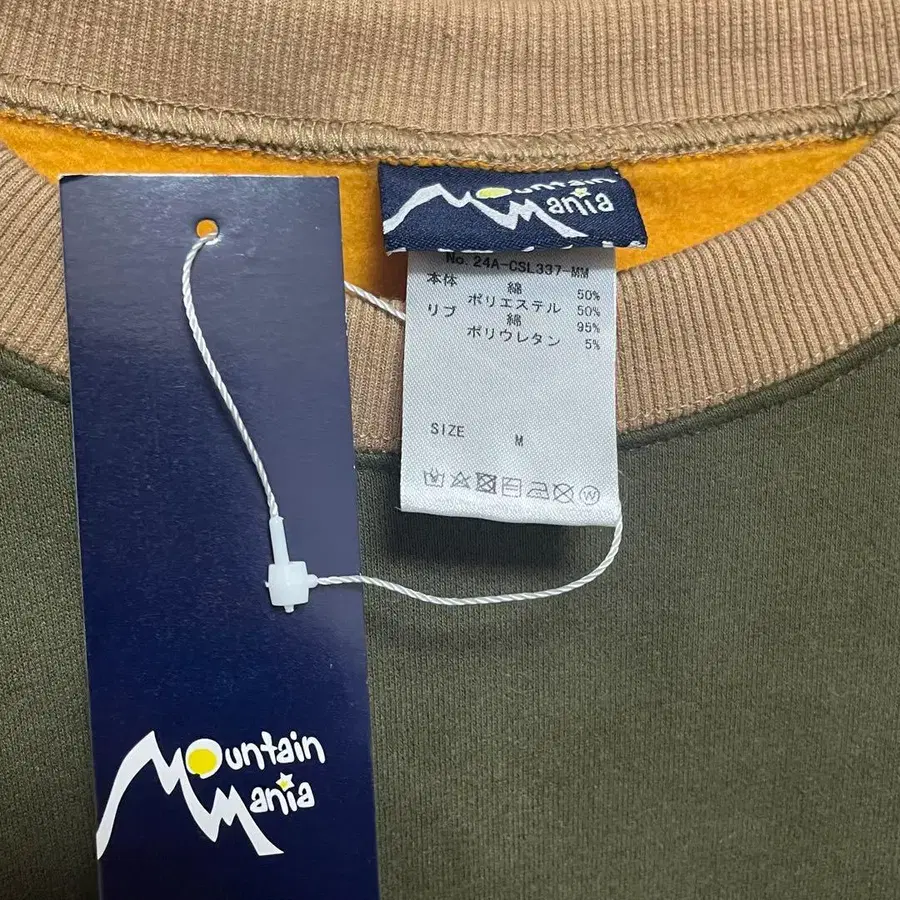 Mountain
Mania
No. 24A-CSL337-MM
本体 綿 50%
ポリエステル 50%
リブ 綿 95%
ポリウレタン 5%
SIZE M
W
Mountain
Mania